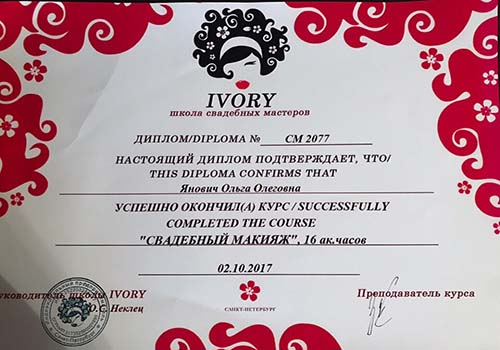 IVORY
школа свадебных мастеров
ДИПЛОМ/DIPLOMA № СМ 2077
НАСТОЯЩИЙ ДИПЛОМ ПОДТВЕРЖДАЕТ, ЧТО/
THIS DIPLOMA CONFIRMS THAT
Янович Ольга Олеговна
УСПЕШНО ОКОНЧИЛ(А) КУРС / SUCCESSFULLY
COMPLETED THE COURSE
"СВАДЕБНЫЙ МАКИЯЖ", 16 ак.часов
02.10.2017
уководитель школы IVORY
О.С. Неклец
САНКТ-ПЕТЕРБУРГ
Преподаватель курса